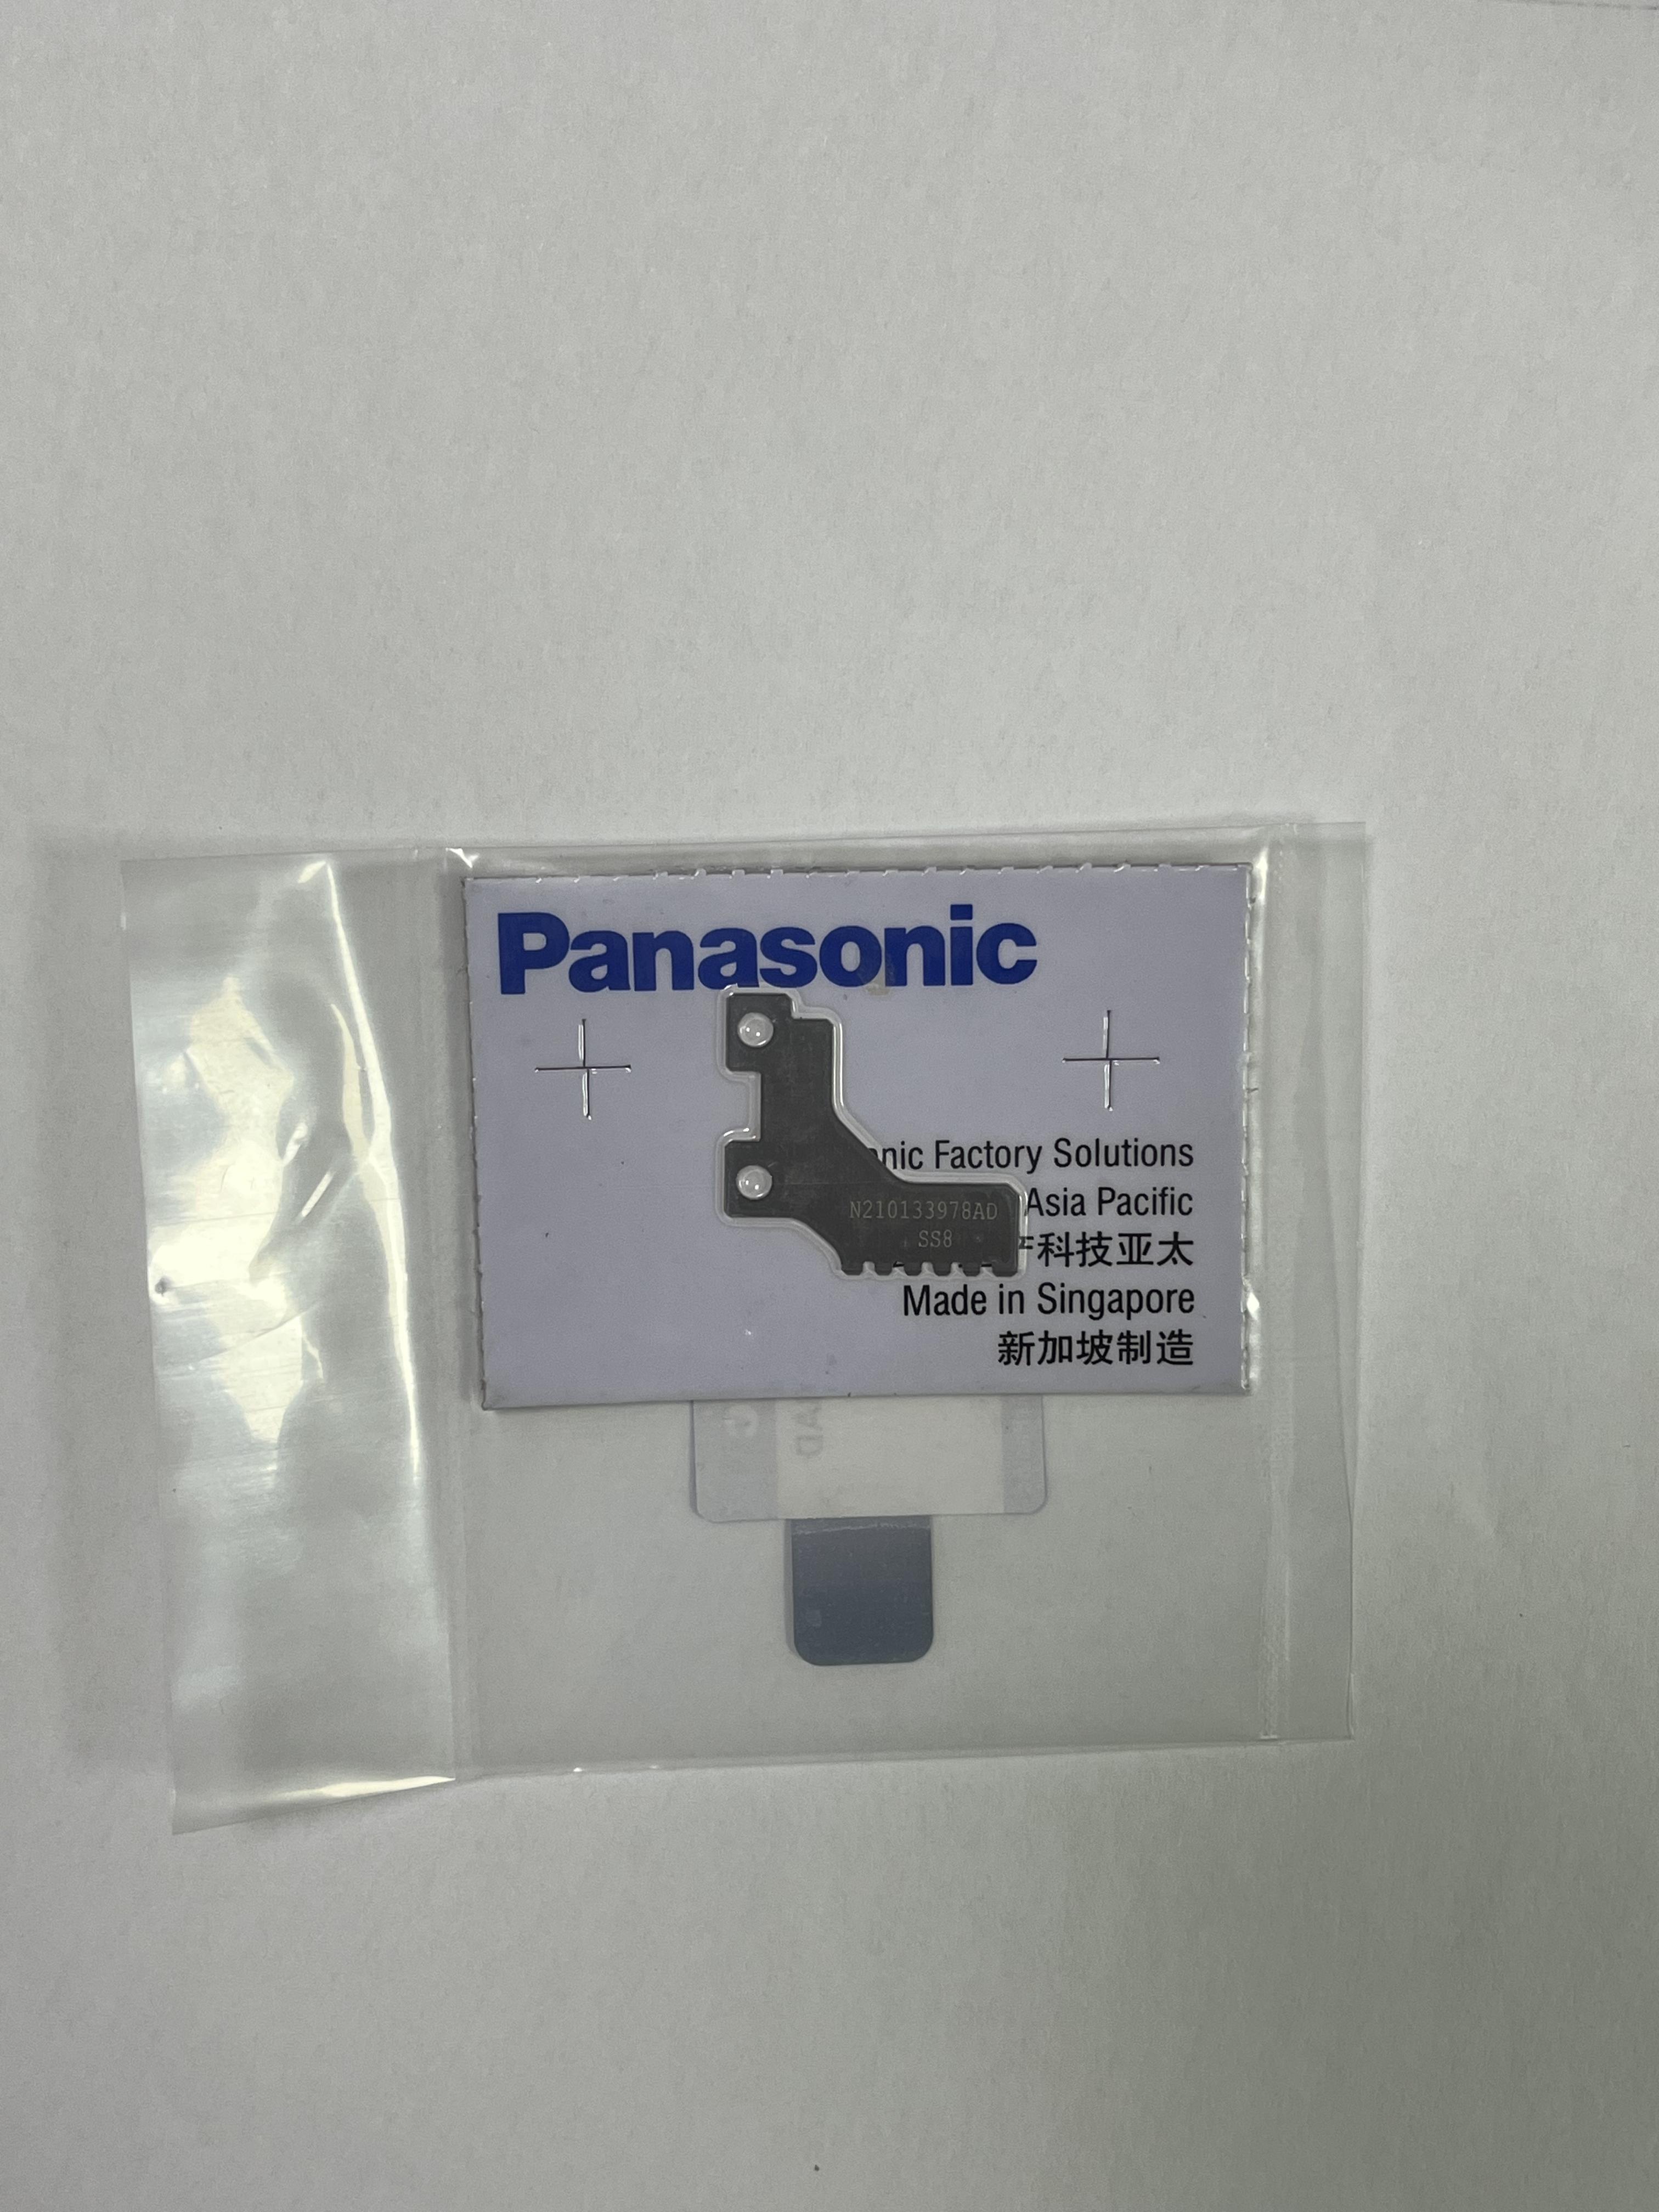 Panasonic
nic Factory Solutions
Asia Pacific
科技亚太
Made in Singapore
新加坡制造
N210133978AD
SS8
AD